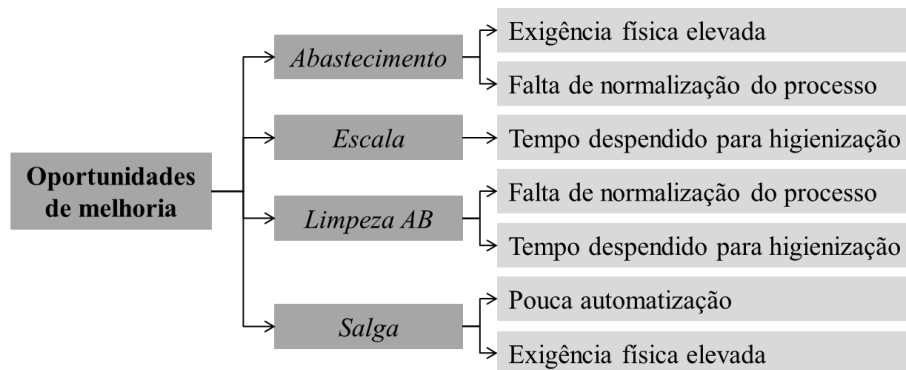 Oportunidades
de melhoria
Abastecimento
Exigência física elevada
Falta de normalização do processo
Escala
Tempo despendido para higienização
Limpeza AB
Falta de normalização do processo
Tempo despendido para higienização
Salga
Pouca automatização
Exigência física elevada